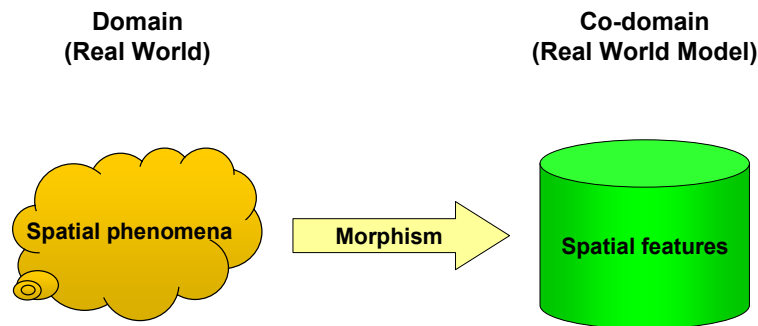 Domain
(Real World)
Co-domain
(Real World Model)
Spatial phenomena
Morphism
Spatial features